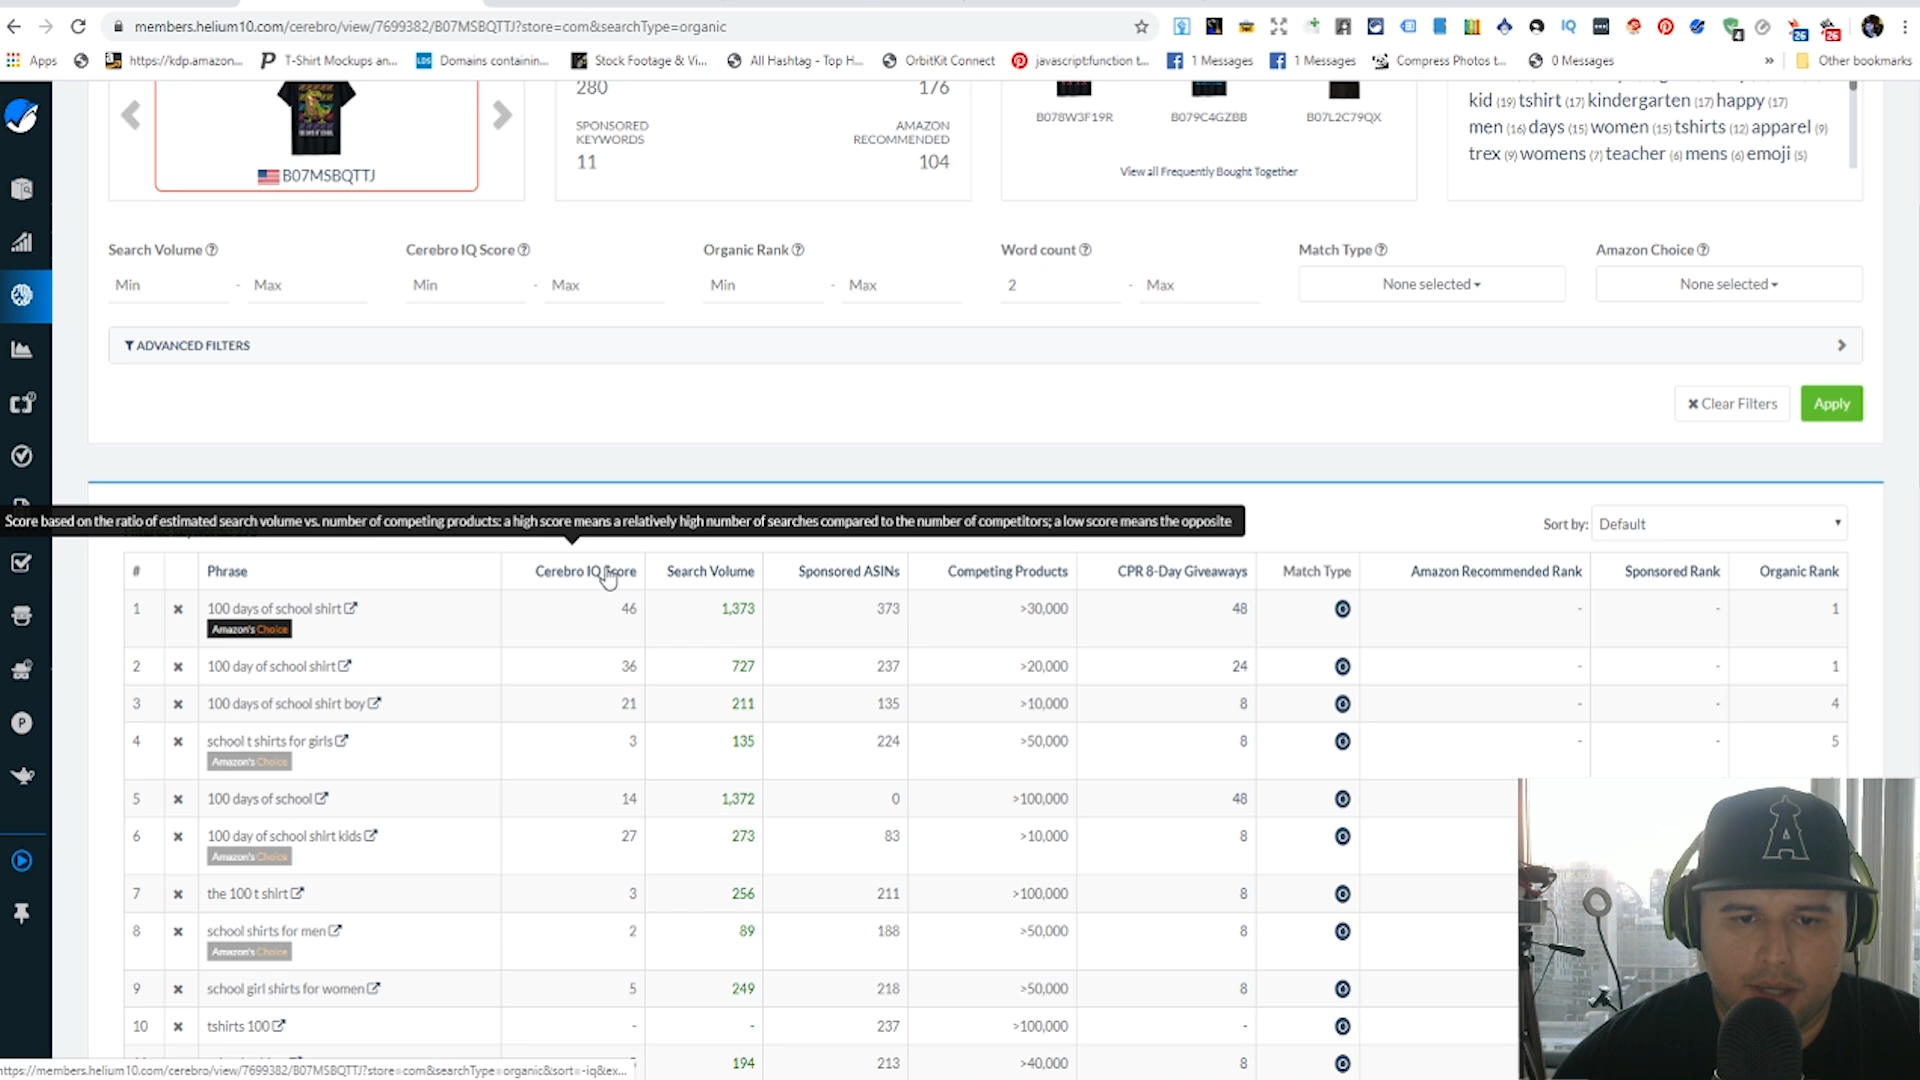 members.helium10.com/cerebro/view/7699382/B07MSBQTTJ?store=com&searchType=organic
4
26
26
Apps
https://kdp.amazon...
T-Shirt Mockups an...
Domains containin...
Stock Footage & Vi...
All Hashtag - Top H...
OrbitKit Connect
javascript:function t...
1 Messages
1 Messages
Compress Photos t...
0 Messages
»
Other bookmarks
B07MSBQTTJ
280
176
SPONSORED KEYWORDS
AMAZON RECOMMENDED
11
104
B078W3F19R
B079C4GZBB
B07L2C79QX
View all Frequently Bought Together
kid (19) tshirt (17) kindergarten (17) happy (17)
men (16) days (15) women (15) tshirts (12) apparel (9)
trex (9) womens (7) teacher (6) mens (6) emoji (5)
Search Volume
Cerebro IQ Score
Organic Rank
Word count
Match Type
Amazon Choice
Min - Max
Min - Max
Min - Max
2 - Max
None selected
None selected
ADVANCED FILTERS
Clear Filters
Apply
Score based on the ratio of estimated search volume vs. number of competing products: a high score means a relatively high number of searches compared to the number of competitors; a low score means the opposite
Sort by: Default
# Phrase Cerebro IQ Score Search Volume Sponsored ASINs Competing Products CPR 8-Day Giveaways Match Type Amazon Recommended Rank Sponsored Rank Organic Rank
1 100 days of school shirt 46 1,373 373 >30,000 48 O - - 1
Amazon's Choice
2 100 day of school shirt 36 727 237 >20,000 24 O - - 1
3 100 days of school shirt boy 21 211 135 >10,000 8 O - - 4
4 school t shirts for girls 3 135 224 >50,000 8 O - - 5
Amazon's Choice
5 100 days of school 14 1,372 0 >100,000 48 O
6 100 day of school shirt kids 27 273 83 >10,000 8 O
Amazon's Choice
7 the 100 t shirt 3 256 211 >100,000 8 O
8 school shirts for men 2 89 188 >50,000 8 O
Amazon's Choice
9 school girl shirts for women 5 249 218 >50,000 8 O
10 tshirts 100 - - 237 >100,000 - O
194 213 >40,000 8 O
https://members.helium10.com/cerebro/view/7699382/B07MSBQTTJ?store=com&searchType=organic&sort=-iq&ex...
A